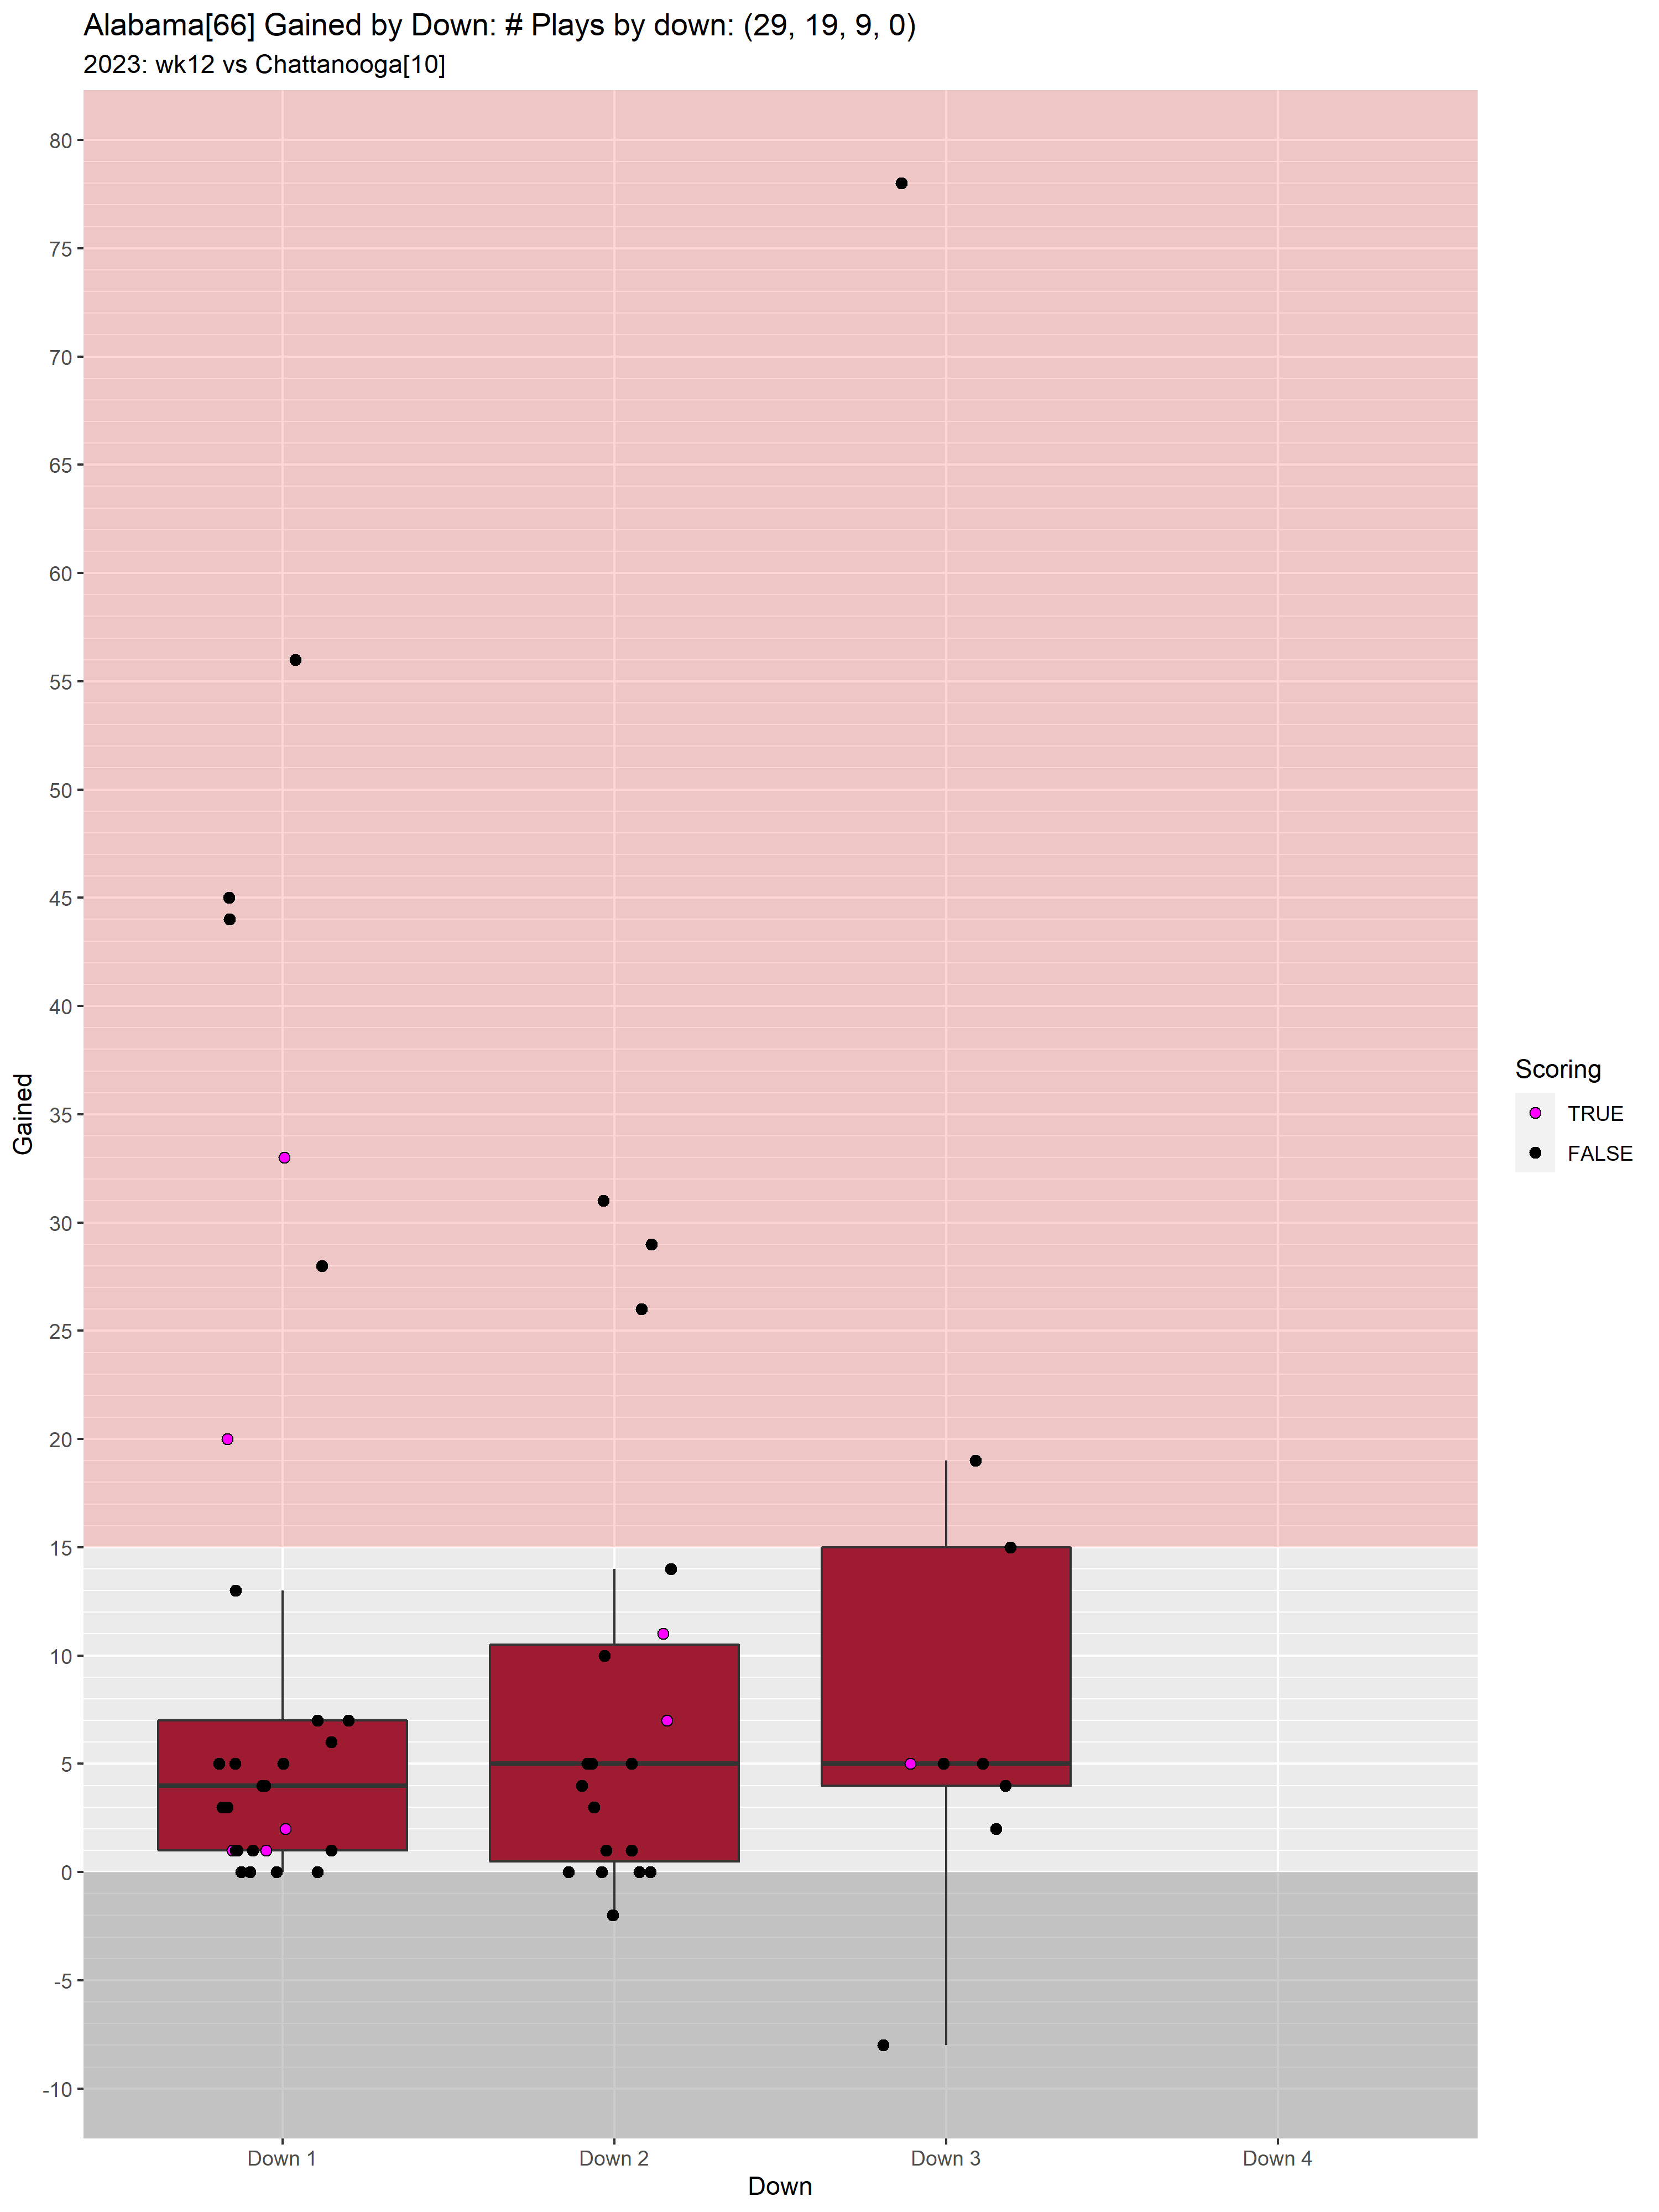 Alabama[66] Gained by Down: # Plays by down: (29, 19, 9, 0)
2023: wk12 vs Chattanooga[10]
80
75
70
65
60
55
50
45
40
35
30
25
20
15
10
5
0
-5
-10
Gained
Down 1
Down 2
Down 3
Down 4
Down
Scoring
TRUE
FALSE